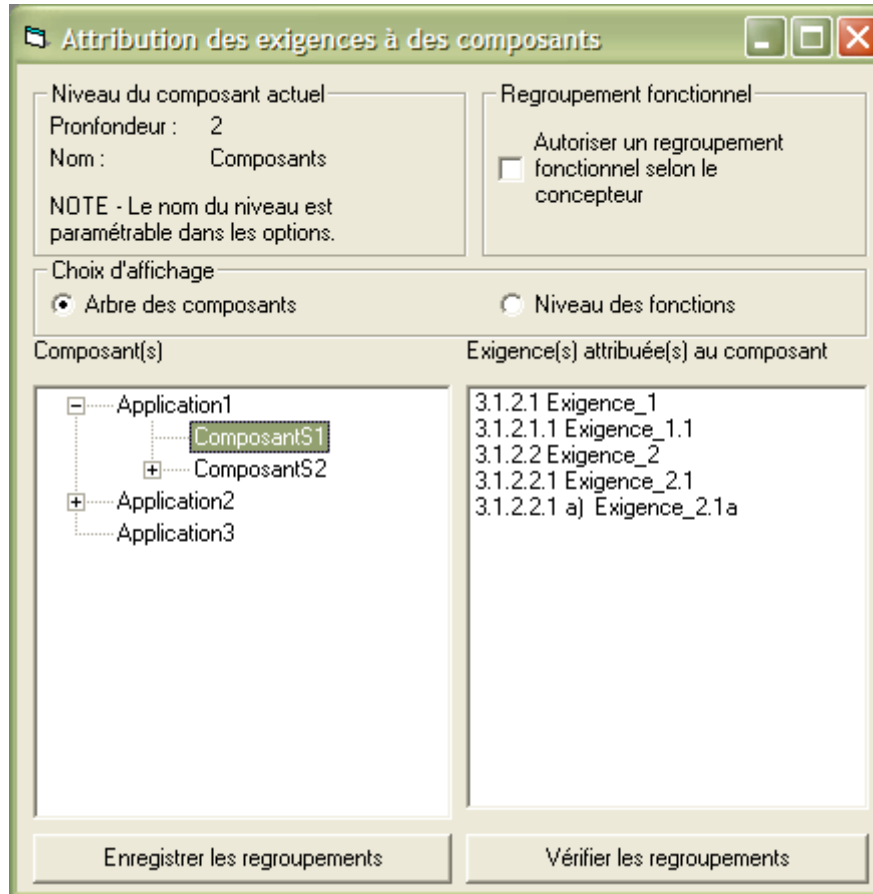 Attribution des exigences à des composants
Niveau du composant actuel
Pronfondeur : 2
Nom : Composants
NOTE - Le nom du niveau est
paramétrable dans les options.
Regroupement fonctionnel
Autoriser un regroupement
fonctionnel selon le
concepteur
Choix d'affichage
Arbre des composants
Niveau des fonctions
Composant(s)
Application1
ComposantS1
ComposantS2
Application2
Application3
Exigence(s) attribuée(s) au composant
3.1.2.1 Exigence_1
3.1.2.1.1 Exigence_1.1
3.1.2.2 Exigence_2
3.1.2.2.1 Exigence_2.1
3.1.2.2.1 a) Exigence_2.1a
Enregistrer les regroupements
Vérifier les regroupements